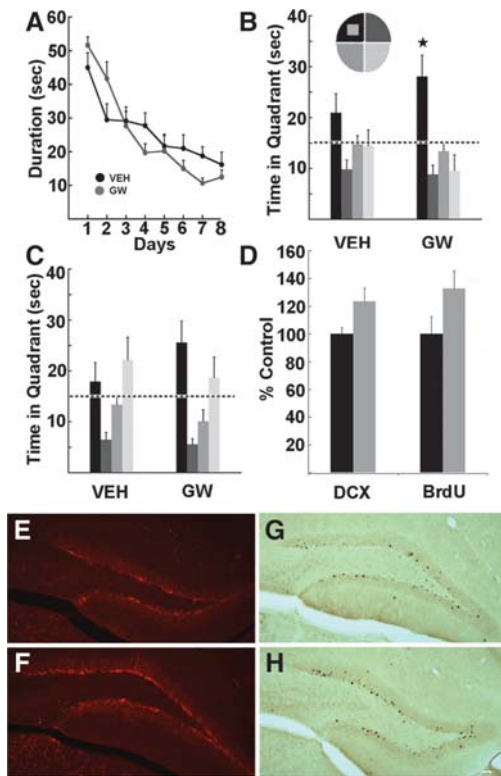 A
Duration (sec)
60
50
40
30
20
10
VEH
GW
1 2 3 4 5 6 7 8
Days
B
Time in Quadrant (sec)
40
30
20
10
★
VEH GW
C
Time in Quadrant (sec)
40
30
20
10
VEH GW
D
% Control
160
140
120
100
80
60
40
20
DCX BrdU
E
G
F
H